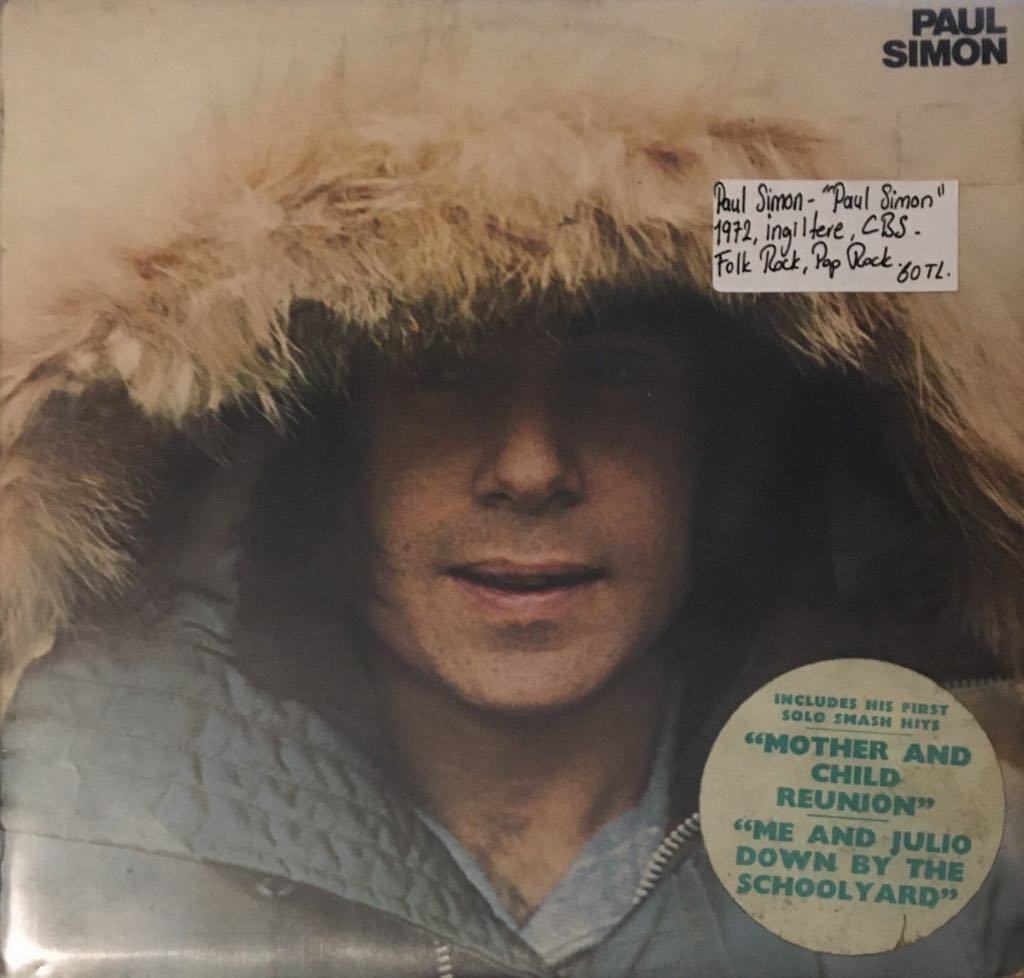 PAUL
SIMON
Paul Simon - "Paul Simon"
1972, ingiltere, CBS.
Folk Rock, Pop Rock. 60 TL.
INCLUDES HIS FIRST
SOLO SMASH HITS
"MOTHER AND
CHILD
REUNION"
"ME AND JULIO
DOWN BY THE
SCHOOLYARD"